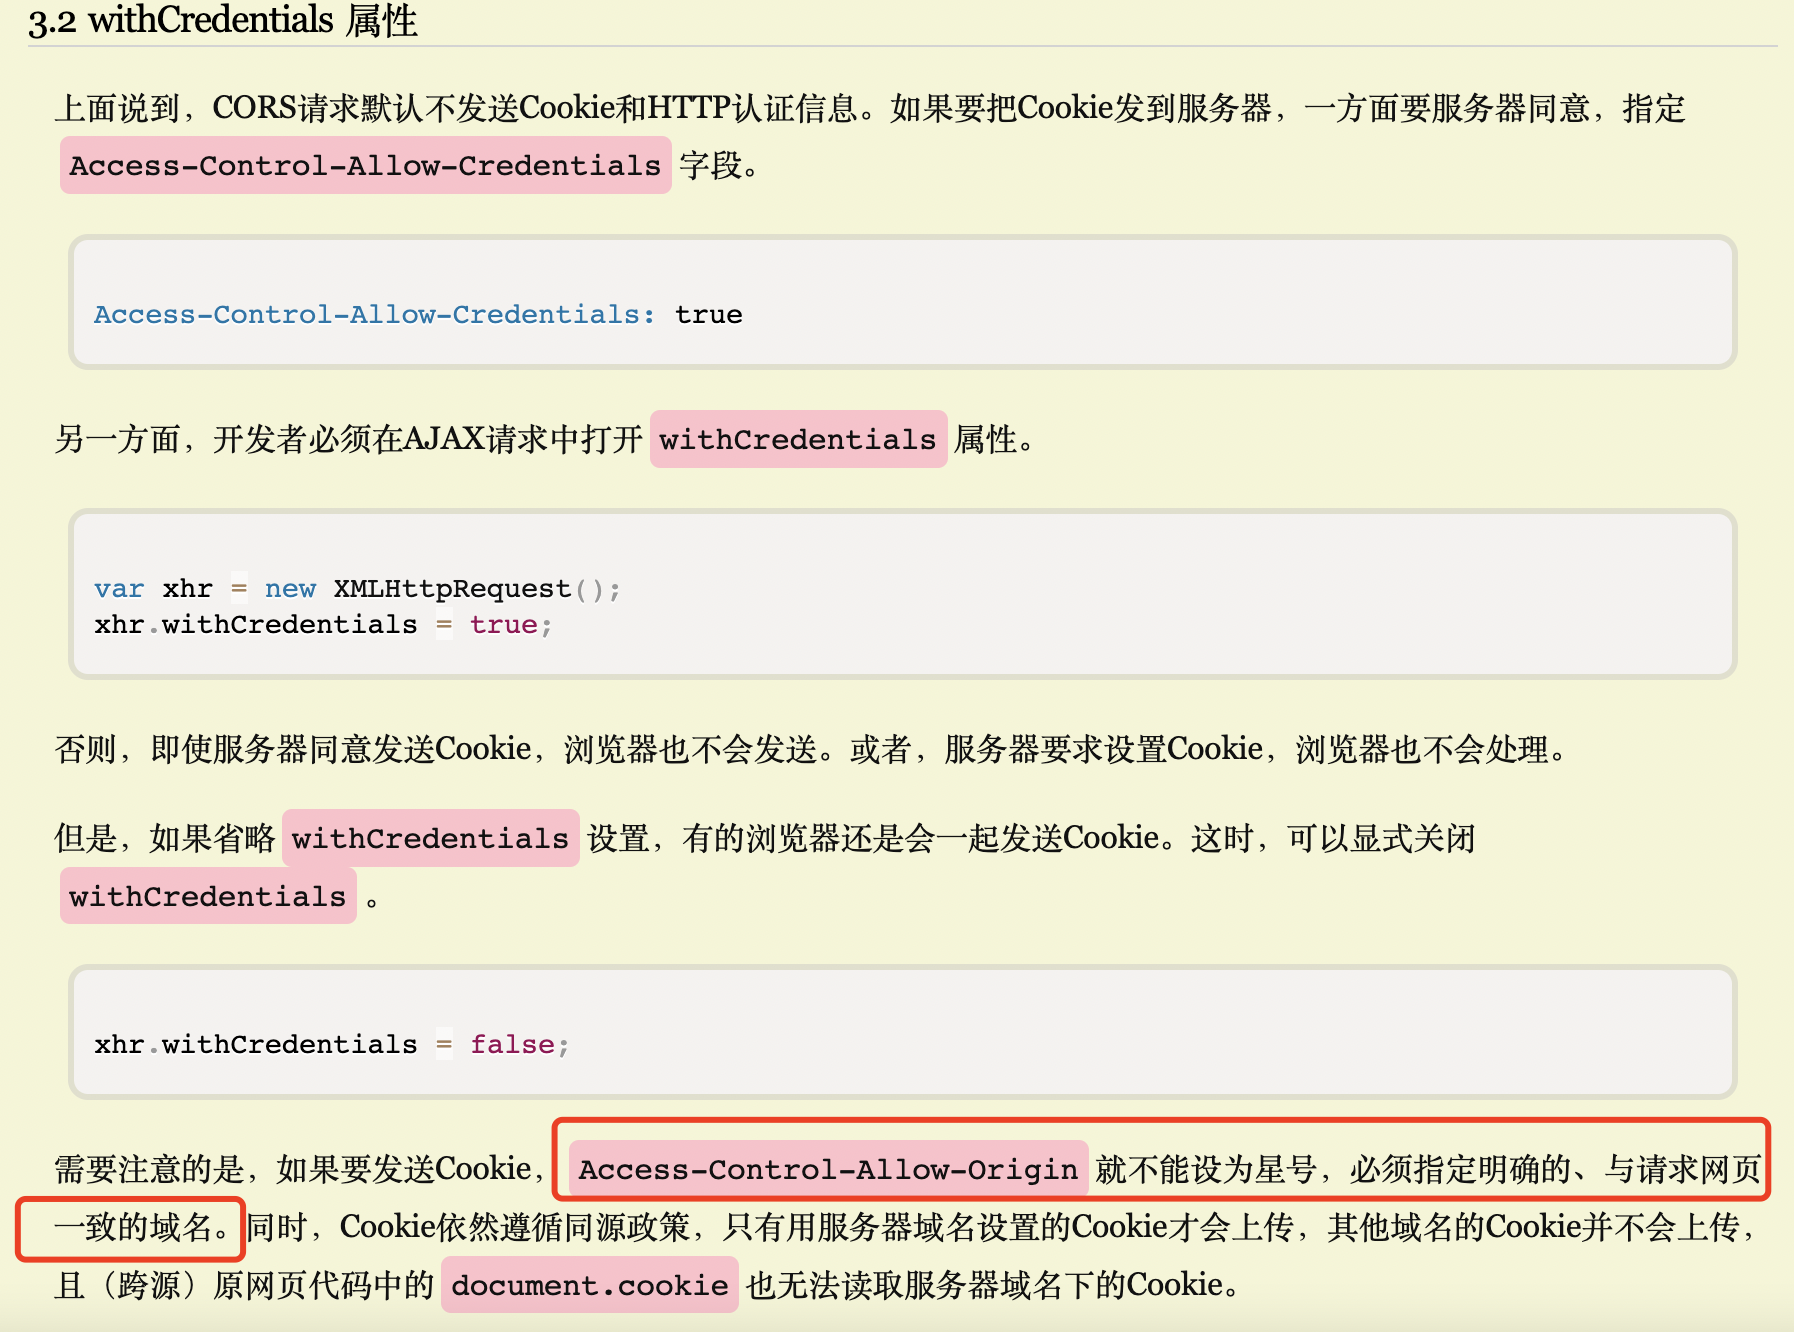 3.2 withCredentials 属性
上面说到，CORS请求默认不发送Cookie和HTTP认证信息。如果要把Cookie发到服务器，一方面要服务器同意，指定
Access-Control-Allow-Credentials 字段。
Access-Control-Allow-Credentials: true
另一方面，开发者必须在AJAX请求中打开 withCredentials 属性。
var xhr = new XMLHttpRequest();
xhr.withCredentials = true;
否则，即使服务器同意发送Cookie，浏览器也不会发送。或者，服务器要求设置Cookie，浏览器也不会处理。
但是，如果省略 withCredentials 设置，有的浏览器还是会一起发送Cookie。这时，可以显式关闭
withCredentials 。
xhr.withCredentials = false;
需要注意的是，如果要发送Cookie， Access-Control-Allow-Origin 就不能设为星号，必须指定明确的、与请求网页
一致的域名。同时，Cookie依然遵循同源政策，只有用服务器域名设置的Cookie才会上传，其他域名的Cookie并不会上传，
且（跨源）原网页代码中的 document.cookie 也无法读取服务器域名下的Cookie。